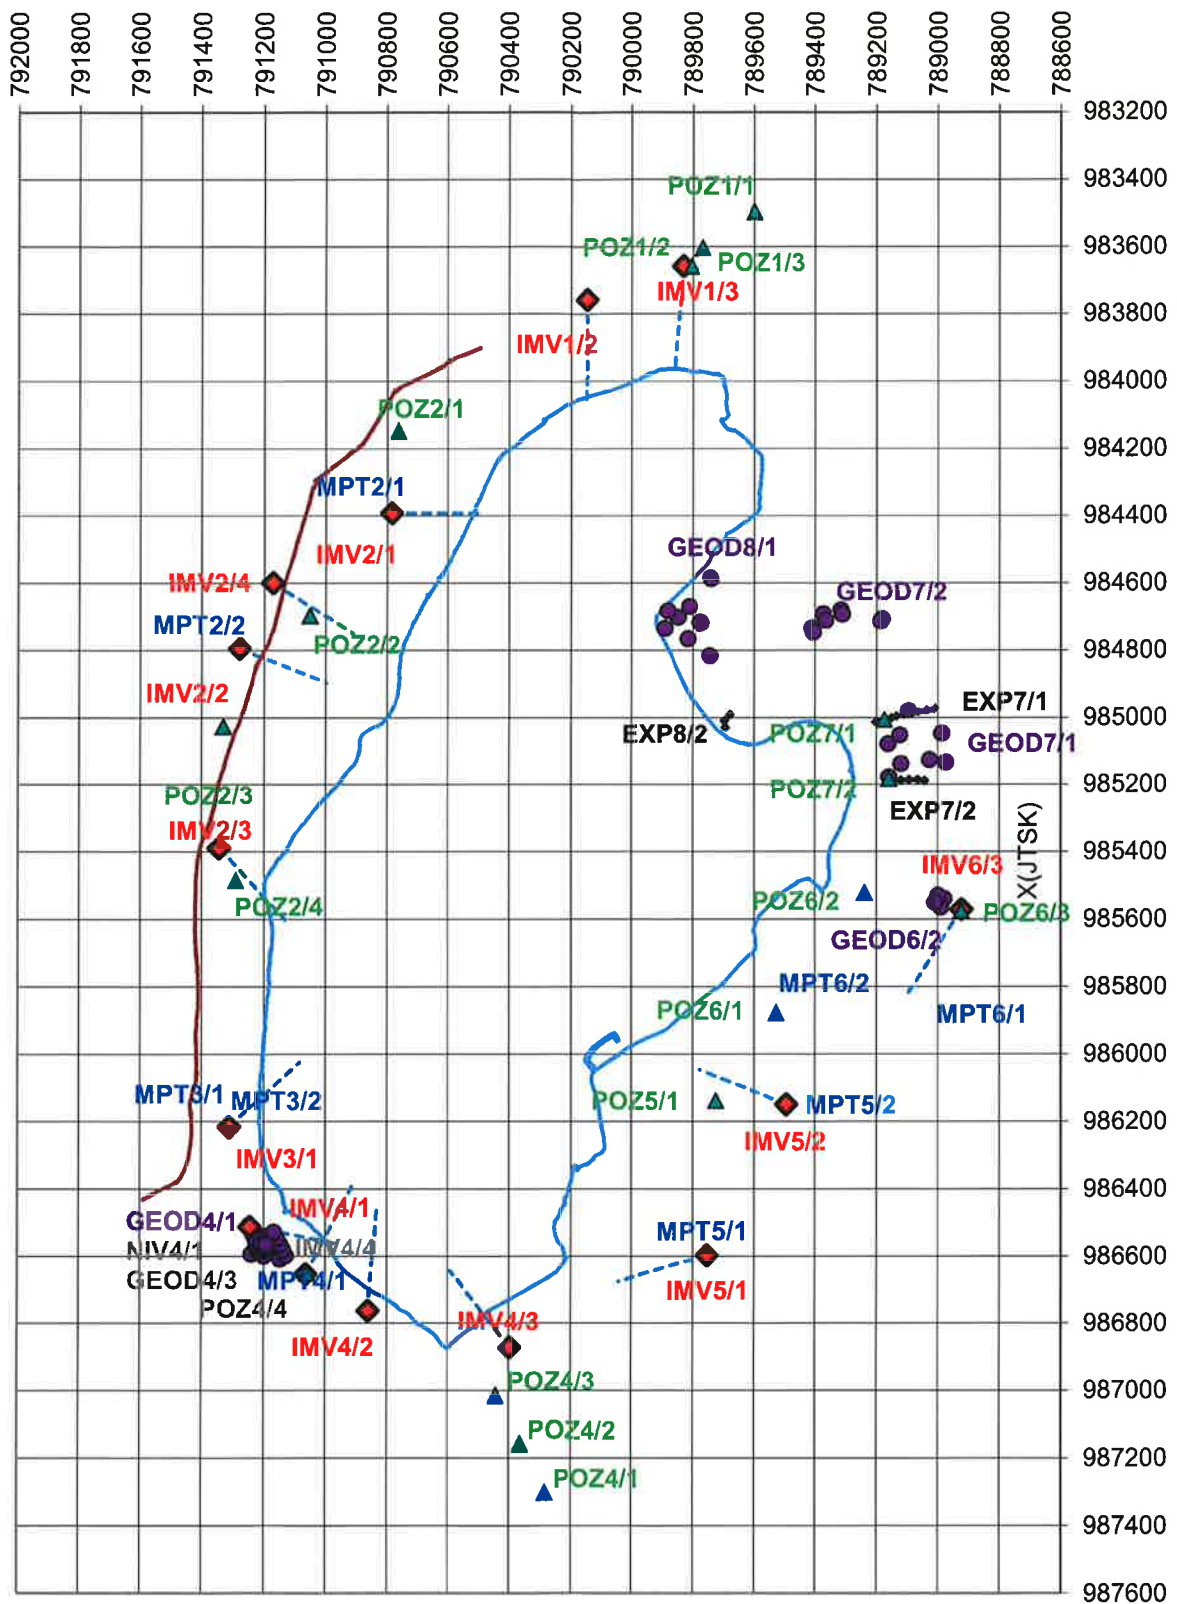 792000
791800
791600
791400
791200
791000
790800
790600
790400
790200
790000
789800
789600
789400
789200
789000
788800
788600
983200
983400
983600
983800
984000
984200
984400
984600
984800
985000
985200
985400
985600
985800
986000
986200
986400
986600
986800
987000
987200
987400
987600
X(JTSK)
POZ1/1
POZ1/2
POZ1/3
IMV1/3
IMV1/2
POZ2/1
MPT2/1
IMV2/1
GEOD8/1
IMV2/4
GEOD7/2
MPT2/2
POZ2/2
IMV2/2
EXP7/1
EXP8/2
POZ7/1
GEOD7/1
POZ7/2
POZ2/3
EXP7/2
IMV2/3
IMV6/3
POZ6/2
POZ2/4
POZ6/3
GEOD6/2
MPT6/2
POZ6/1
MPT6/1
MPT3/1
MPT3/2
POZ5/1
MPT5/2
IMV5/2
IMV3/1
IMV4/1
GEOD4/1
MPT5/1
NIV4/1
IMV4/4
GEOD4/3
MPT4/1
IMV5/1
POZ4/4
IMV4/3
IMV4/2
POZ4/3
POZ4/2
POZ4/1